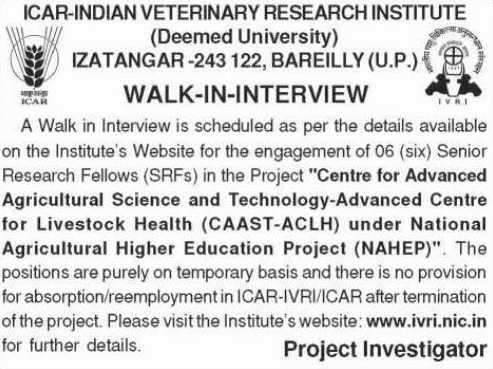 ICAR-INDIAN VETERINARY RESEARCH INSTITUTE
(Deemed University)
IZATANGAR -243 122, BAREILLY (U.P.)
ICAR
IVRI
WALK-IN-INTERVIEW
A Walk in Interview is scheduled as per the details available
on the Institute's Website for the engagement of 06 (six) Senior
Research Fellows (SRFs) in the Project "Centre for Advanced
Agricultural Science and Technology-Advanced Centre
for Livestock Health (CAAST-ACLH) under National
Agricultural Higher Education Project (NAHEP)". The
positions are purely on temporary basis and there is no provision
for absorption/reemployment in ICAR-IVRI/ICAR after termination
of the project. Please visit the Institute's website: www.ivri.nic.in
for further details.
Project Investigator